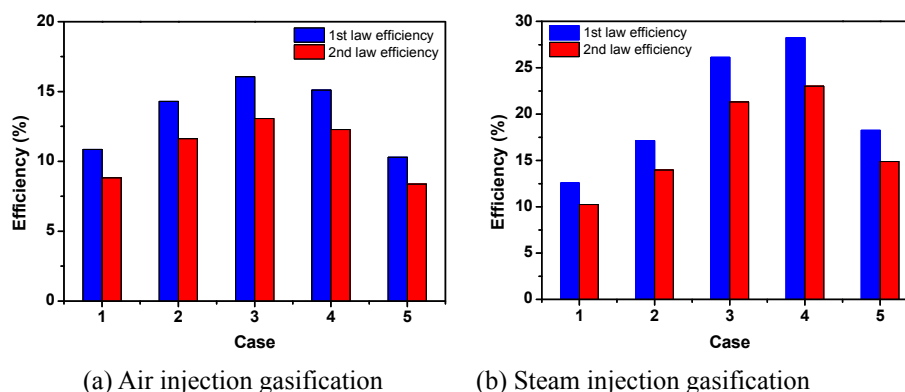 20
15
10
5
0
Efficiency (%)
1st law efficiency
2nd law efficiency
1 2 3 4 5
Case
(a) Air injection gasification
30
25
20
15
10
5
0
Efficiency (%)
1st law efficiency
2nd law efficiency
1 2 3 4 5
Case
(b) Steam injection gasification